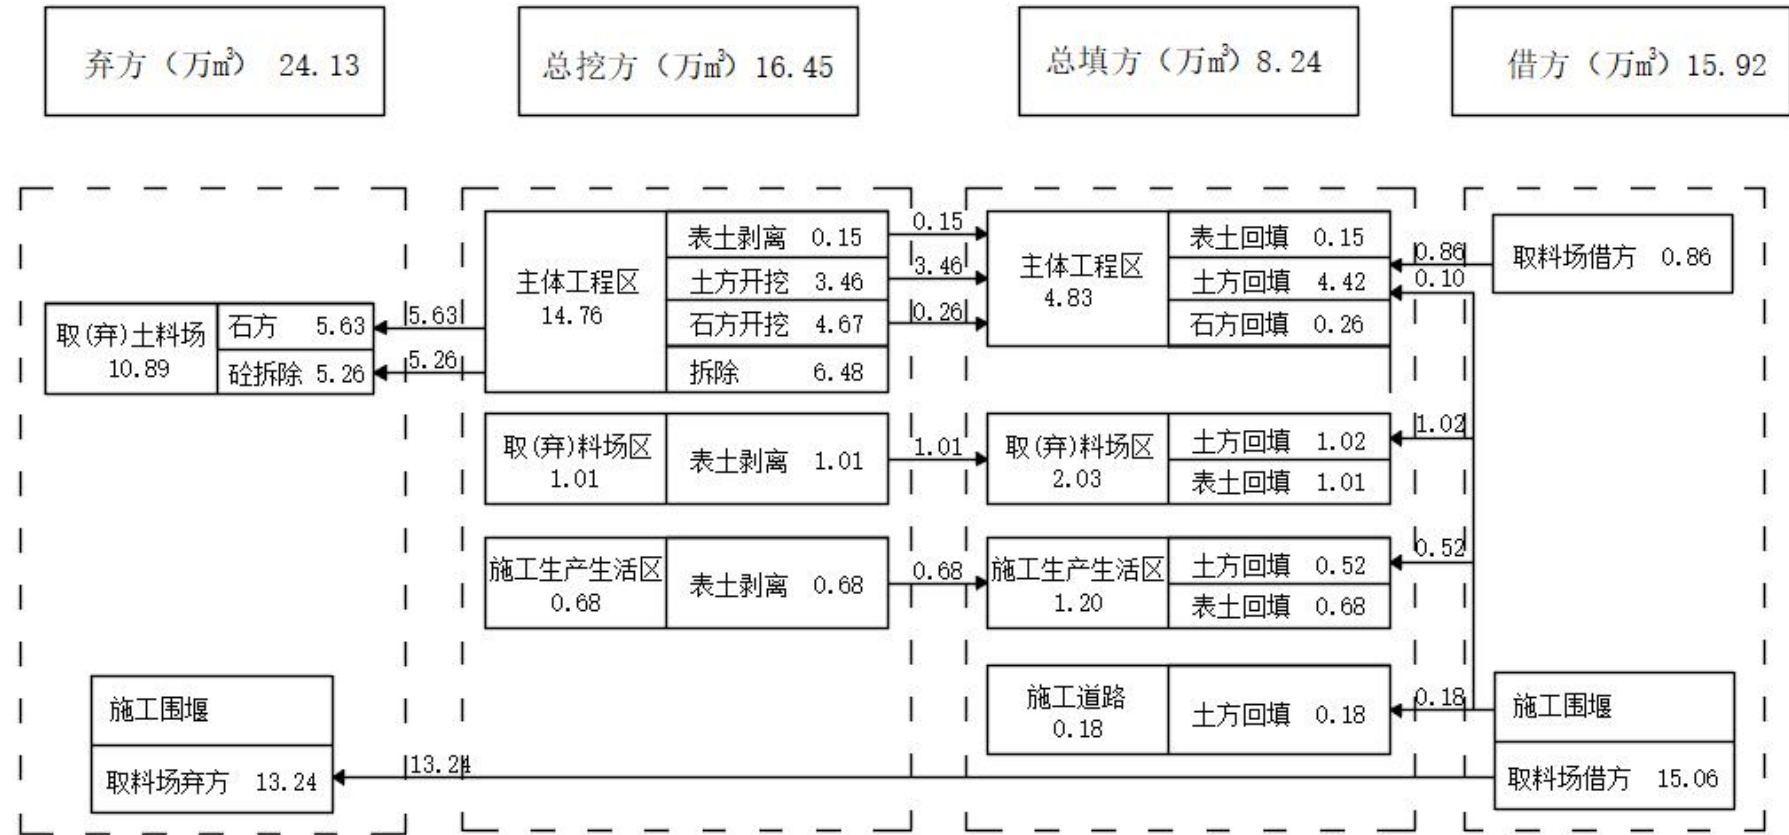 弃方（万m³） 24.13
总挖方（万m³）16.45
总填方（万m³）8.24
借方（万m³）15.92
取(弃)土料场
10.89
石方 5.63
砼拆除 5.26
5.63
5.26
主体工程区
14.76
表土剥离 0.15
土方开挖 3.46
石方开挖 4.67
拆除 6.48
0.15
3.46
0.26
主体工程区
4.83
表土回填 0.15
土方回填 4.42
石方回填 0.26
0.86
0.10
取料场借方 0.86
取(弃)料场区
1.01
表土剥离 1.01
1.01
取(弃)料场区
2.03
土方回填 1.02
表土回填 1.01
1.02
施工生产生活区
0.68
表土剥离 0.68
0.68
施工生产生活区
1.20
土方回填 0.52
表土回填 0.68
0.52
施工道路
0.18
土方回填 0.18
0.18
施工围堰
取料场弃方 13.24
13.24
施工围堰
取料场借方 15.06